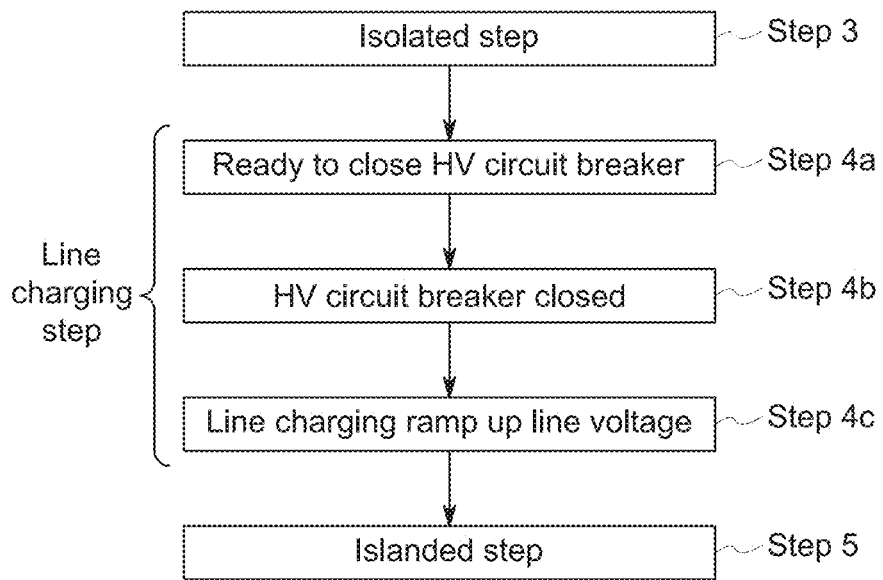 Isolated step
Step 3
Ready to close HV circuit breaker
Step 4a
Line
charging
step
HV circuit breaker closed
Step 4b
Line charging ramp up line voltage
Step 4c
Islanded step
Step 5